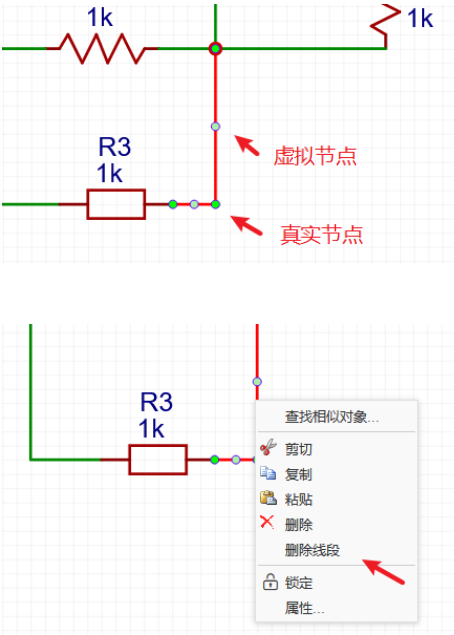 1k
1k
R3
1k
虚拟节点
真实节点
R3
1k
查找相似对象...
剪切
复制
粘贴
删除
删除线段
锁定
属性...